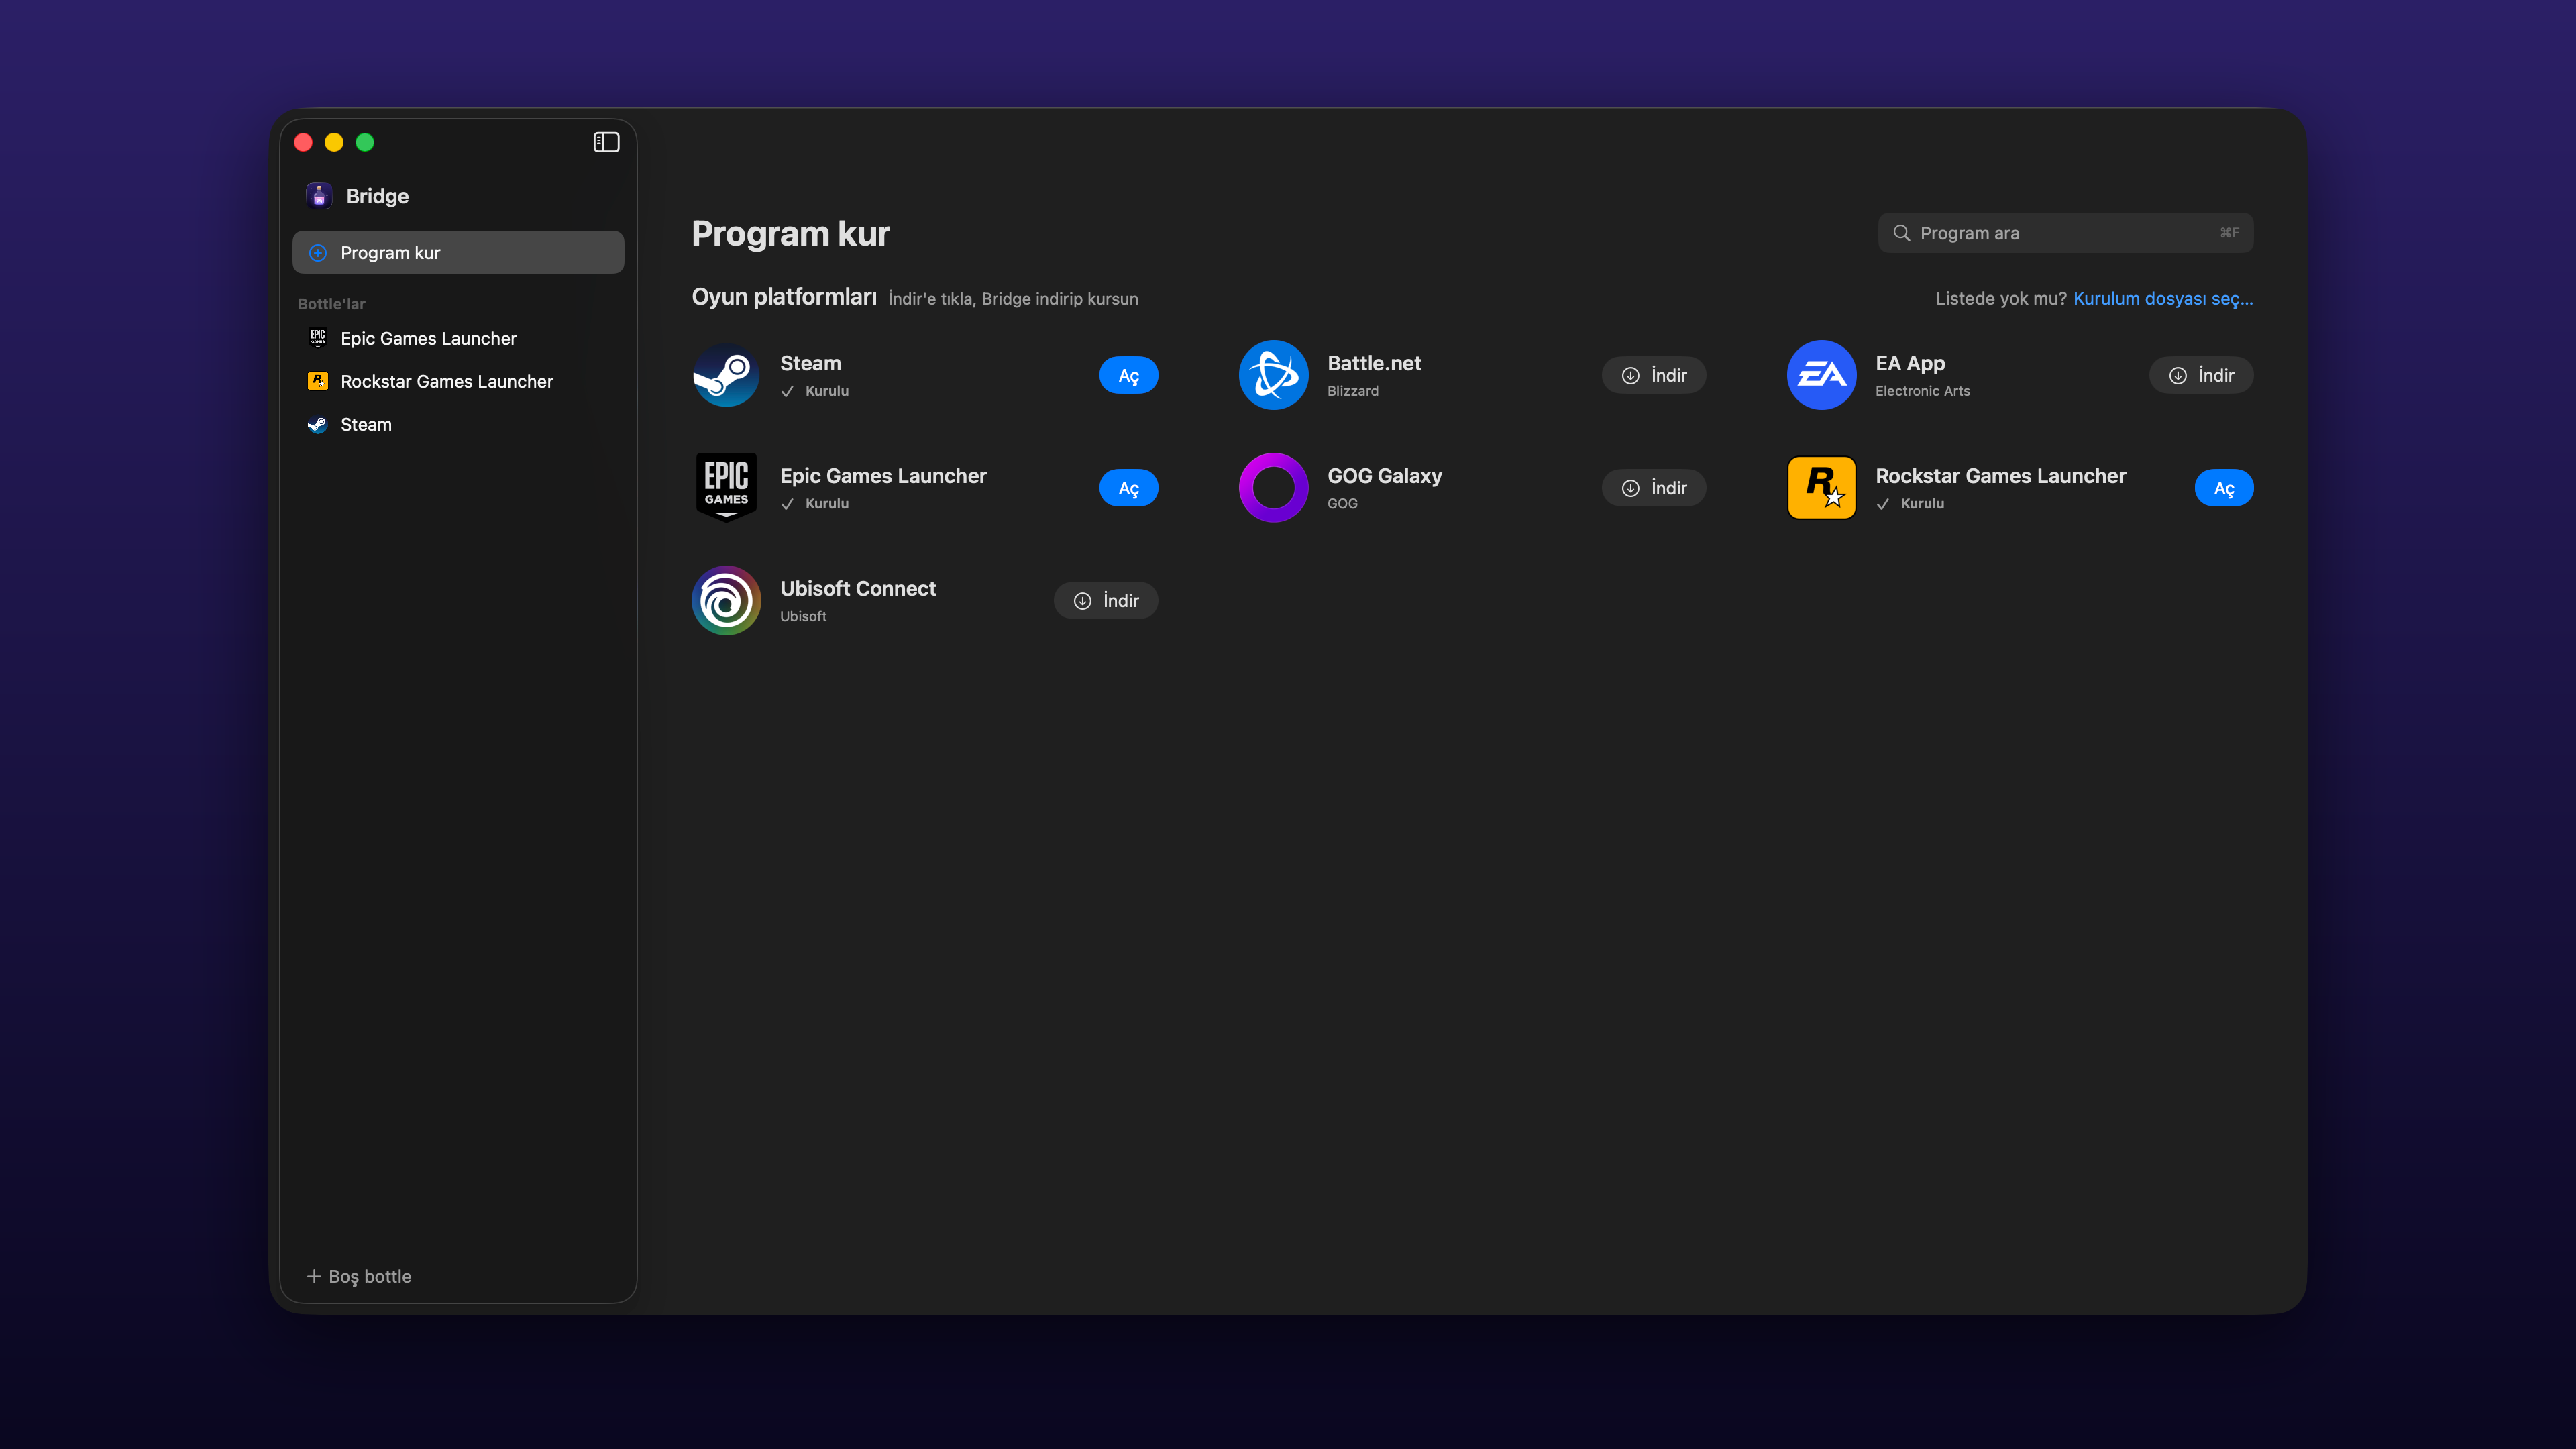 Bridge
Program kur
Bottle'lar
Epic Games Launcher
Rockstar Games Launcher
Steam
+ Boş bottle
Program kur
Program ara
⌘F
Oyun platformları İndir'e tıkla, Bridge indirip kursun
Listede yok mu? Kurulum dosyası seç...
Steam
Kurulu
Aç
Battle.net
Blizzard
İndir
EA
EA App
Electronic Arts
İndir
EPIC
GAMES
Epic Games Launcher
Kurulu
Aç
GOG Galaxy
GOG
İndir
R
Rockstar Games Launcher
Kurulu
Aç
Ubisoft Connect
Ubisoft
İndir